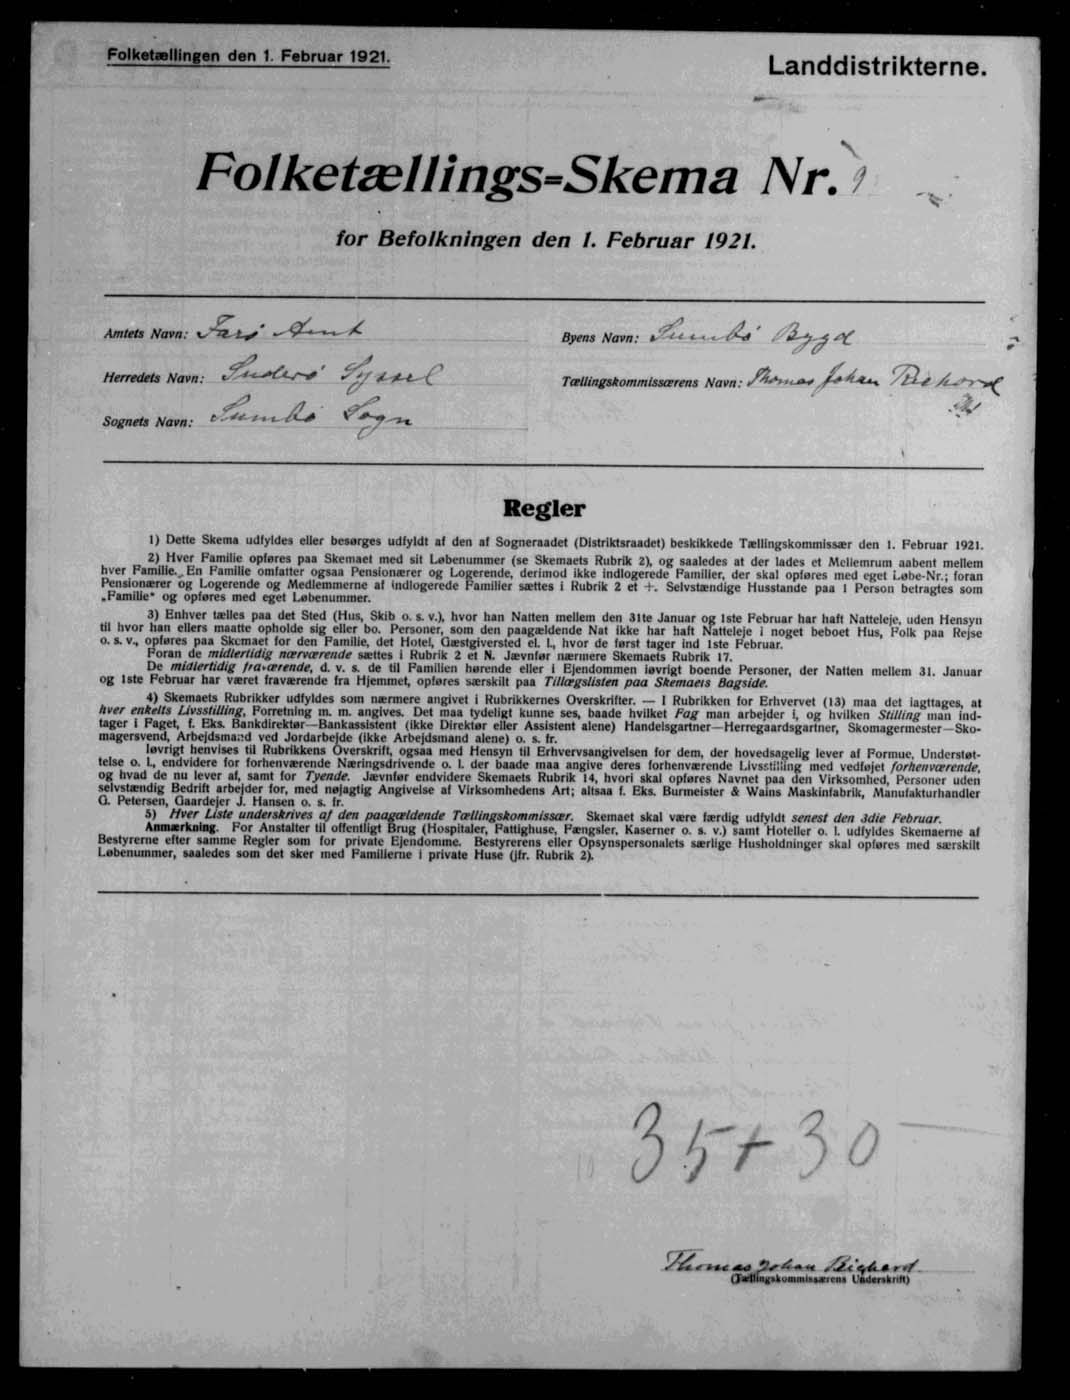 Folketællingen den 1. Februar 1921.
Landdistrikterne.
Folketællings=Skema Nr. 9
for Befolkningen den 1. Februar 1921.
Amtets Navn: Farö Amt
Byens Navn: Sumbö Bygd
Herredets Navn: Suderö Syssel
Tællingskommissærens Navn: Thomas Johan Richard
Sognets Navn: Sumbö Sogn
Regler
1) Dette Skema udfyldes eller besørges udfyldt af den af Sogneraadet (Distriktsraadet) beskikkede Tællingskommissær den 1. Februar 1921.
2) Hver Familie opføres paa Skemaet med sit Løbenummer (se Skemaets Rubrik 2), og saaledes at der lades et Mellemrum aabent mellem
hver Familie. En Familie omfatter ogsaa Pensionærer og Logerende, derimod ikke indlogerede Familier, der skal opføres med eget Løbe-Nr.; foran
Pensionærer og Logerende og Medlemmerne af indlogerede Familier sættes i Rubrik 2 et +. Selvstændige Husstande paa 1 Person betragtes som
„Familie“ og opføres med eget Løbenummer.
3) Enhver tælles paa det Sted (Hus, Skib o. s. v.), hvor han Natten mellem den 31te Januar og 1ste Februar har haft Natteleje, uden Hensyn
til hvor han ellers maatte opholde sig eller bo. Personer, som den paagældende Nat ikke har haft Natteleje i noget beboet Hus, Folk paa Rejse
o. s. v., opføres paa Skemaet for den Familie, det Hotel, Gæstgiversted el. l., hvor de først tager ind 1ste Februar.
Foran de midlertidig nærværende sættes i Rubrik 2 et N. Jævnfør nærmere Skemaets Rubrik 17.
De midlertidig fraværende, d. v. s. de til Familien hørende eller i Ejendommen iøvrigt boende Personer, der Natten mellem 31. Januar
og 1ste Februar har været fraværende fra Hjemmet, opføres særskilt paa Tillægslisten paa Skemaets Bagside.
4) Skemaets Rubrikker udfyldes som nærmere angivet i Rubrikkernes Overskrifter. — I Rubrikken for Erhvervet (13) maa det iagttages, at
hver enkelts Livsstilling, Forretning m. m. angives. Det maa tydeligt kunne ses, baade hvilket Fag man arbejder i, og hvilken Stilling man ind-
tager i Faget, f. Eks. Bankdirektør—Bankassistent (ikke Direktør eller Assistent alene) Handelsgartner—Herregaardsgartner, Skomagermester—Sko-
magersvend, Arbejdsmand ved Jordarbejde (ikke Arbejdsmand alene) o. s. fr.
Iøvrigt henvises til Rubrikkens Overskrift, ogsaa med Hensyn til Erhvervsangivelsen for dem, der hovedsagelig lever af Formue, Understøt-
telse o. l., endvidere for forhenværende Næringsdrivende o. l. der baade maa angive deres forhenværende Livsstilling med vedføjet forhenværende,
og hvad de nu lever af, samt for Tyende. Jævnfør endvidere Skemaets Rubrik 14, hvori skal opføres Navnet paa den Virksomhed, Personer uden
selvstændig Bedrift arbejder for, med nøjagtig Angivelse af Virksomhedens Art; altsaa f. Eks. Burmeister & Wains Maskinfabrik, Manufakturhandler
G. Petersen, Gaardejer J. Hansen o. s. fr.
5) Hver Liste underskrives af den paagældende Tællingskommissær. Skemaet skal være færdig udfyldt senest den 3die Februar.
Anmærkning. For Anstalter til offentligt Brug (Hospitaler, Fattighuse, Fængsler, Kaserner o. s. v.) samt Hoteller o. l. udfyldes Skemaerne af
Bestyrerne efter samme Regler som for private Ejendomme. Bestyrerens eller Opsynspersonalets særlige Husholdninger skal opføres med særskilt
Løbenummer, saaledes som det sker med Familierne i private Huse (jfr. Rubrik 2).
35 + 30
Thomas Johan Richard
(Tællingskommissærens Underskrift)